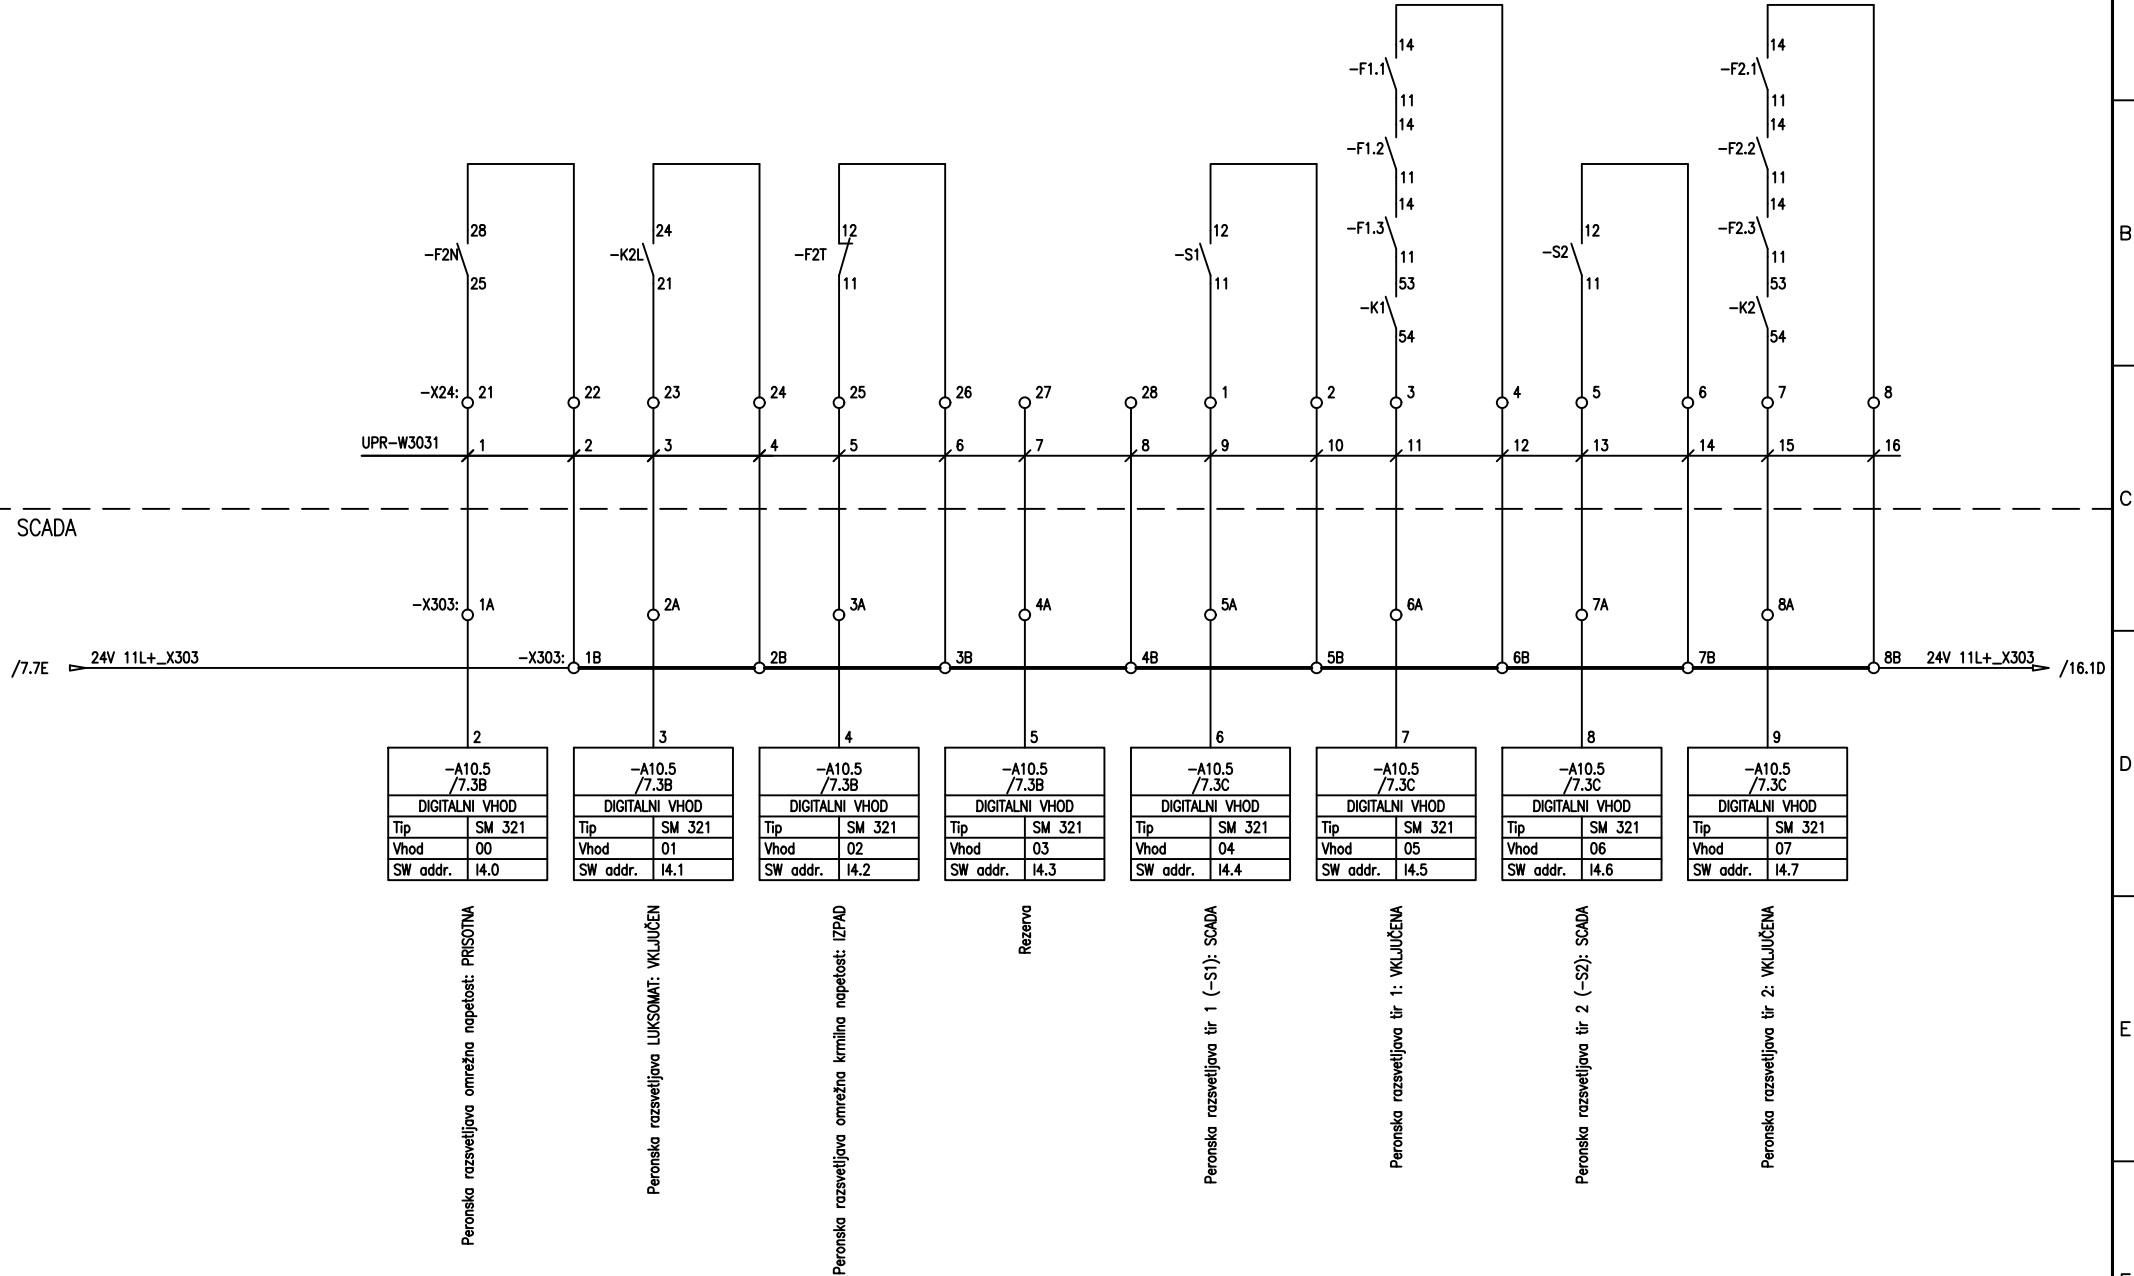 14
14
-F1.1
-F2.1
11
11
14
14
-F1.2
-F2.2
11
11
14
14
28
24
12
12
-F1.3
12
-F2.3
-F2N
-K2L
-F2T
-S1
11
-S2
11
25
21
11
11
53
11
53
-K1
-K2
54
54
-X24: 21 22 23 24 25 26 27 28 1 2 3 4 5 6 7 8
UPR-W3031 1 2 3 4 5 6 7 8 9 10 11 12 13 14 15 16
B
C
SCADA
-X303: 1A 2A 3A 4A 5A 6A 7A 8A
/7.7E 24V 11L+_X303 -X303: 1B 2B 3B 4B 5B 6B 7B 8B 24V 11L+_X303 /16.1D
2 3 4 5 6 7 8 9
-A10.5 -A10.5 -A10.5 -A10.5 -A10.5 -A10.5 -A10.5 -A10.5
/7.3B /7.3B /7.3B /7.3B /7.3C /7.3C /7.3C /7.3C
DIGITALNI VHOD DIGITALNI VHOD DIGITALNI VHOD DIGITALNI VHOD DIGITALNI VHOD DIGITALNI VHOD DIGITALNI VHOD DIGITALNI VHOD
Tip SM 321 Tip SM 321 Tip SM 321 Tip SM 321 Tip SM 321 Tip SM 321 Tip SM 321 Tip SM 321
Vhod 00 Vhod 01 Vhod 02 Vhod 03 Vhod 04 Vhod 05 Vhod 06 Vhod 07
SW addr. I4.0 SW addr. I4.1 SW addr. I4.2 SW addr. I4.3 SW addr. I4.4 SW addr. I4.5 SW addr. I4.6 SW addr. I4.7
D
Peronska razsvetljava omrežna napetost: PRISOTNA
Peronska razsvetljava LUKSOMAT: VKLJUČEN
Peronska razsvetljava omrežna krmilna napetost: IZPAD
Rezerva
Peronska razsvetljava tir 1 (-S1): SCADA
Peronska razsvetljava tir 1: VKLJUČENA
Peronska razsvetljava tir 2 (-S2): SCADA
Peronska razsvetljava tir 2: VKLJUČENA
E